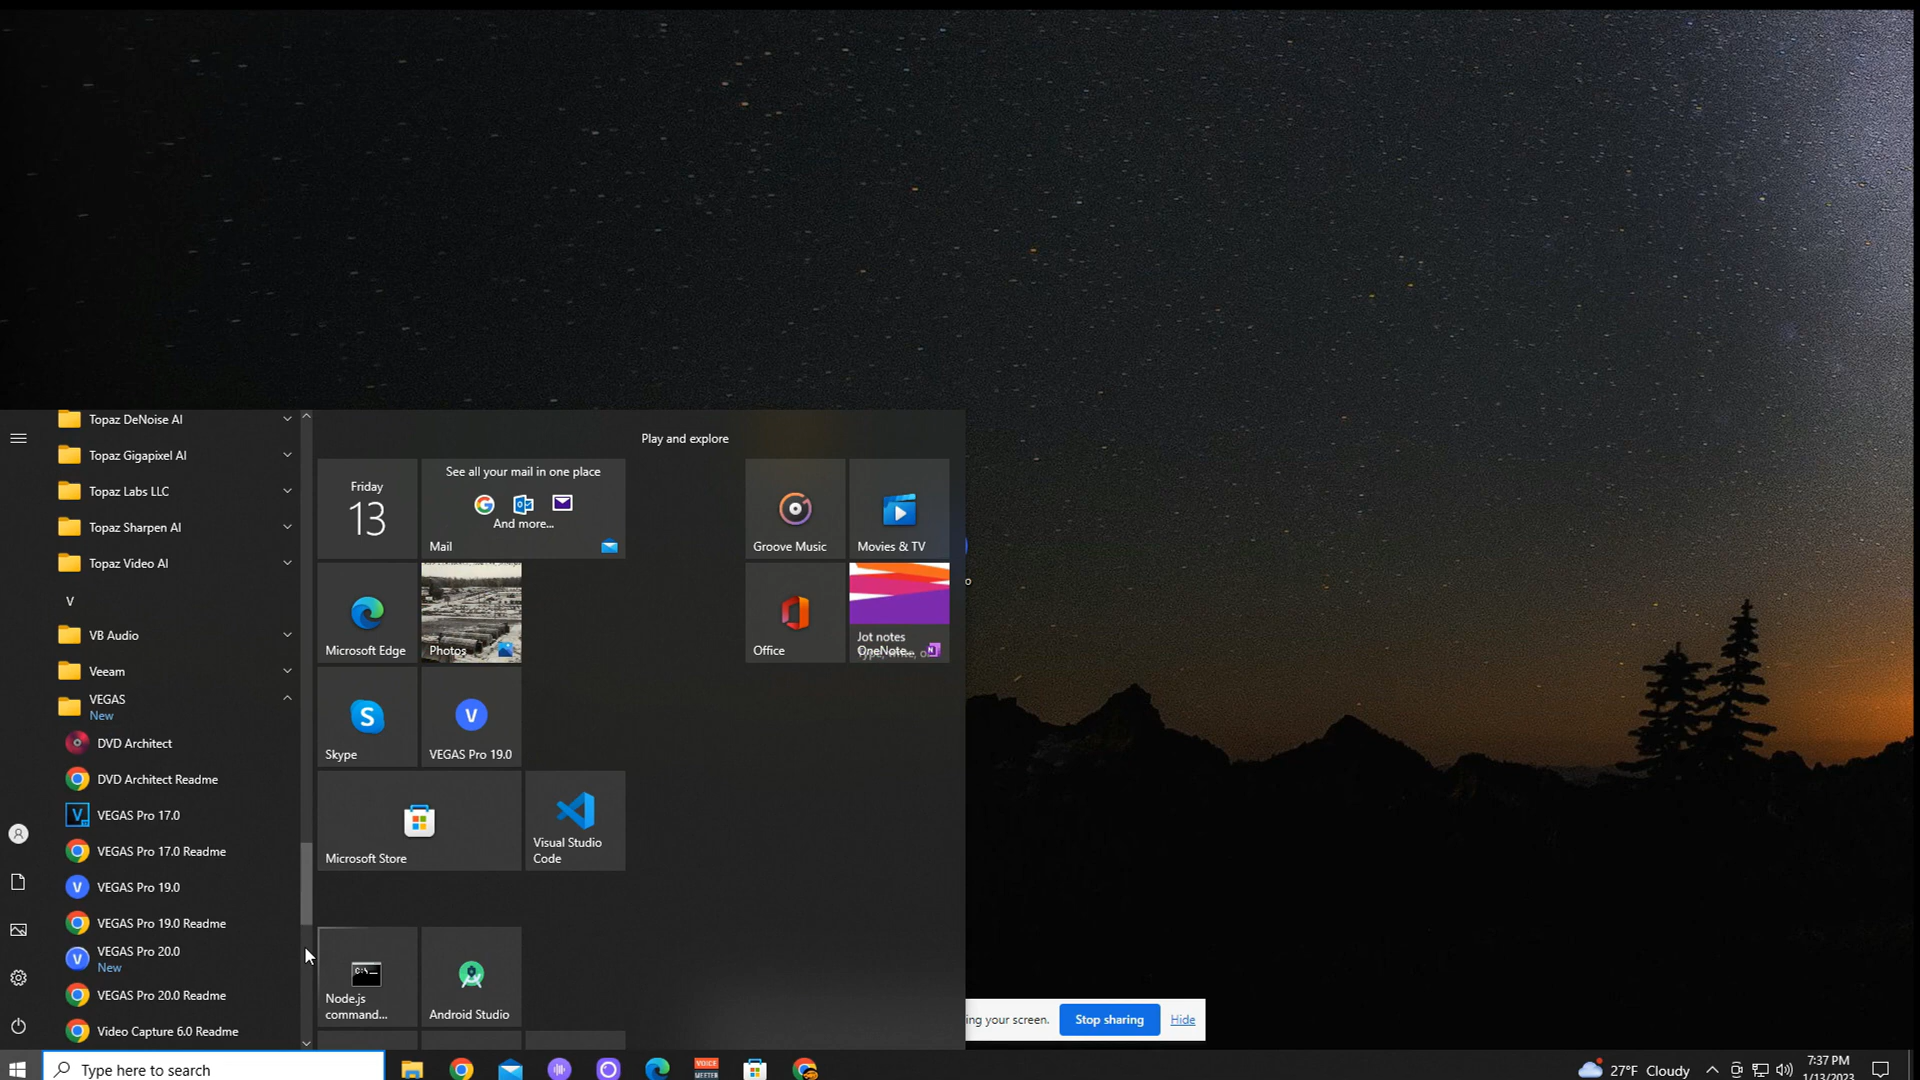 Topaz DeNoise AI
Topaz Gigapixel AI
Topaz Labs LLC
Topaz Sharpen AI
Topaz Video AI
V
VB Audio
Veeam
VEGAS
New
DVD Architect
DVD Architect Readme
VEGAS Pro 17.0
VEGAS Pro 17.0 Readme
VEGAS Pro 19.0
VEGAS Pro 19.0 Readme
VEGAS Pro 20.0
New
VEGAS Pro 20.0 Readme
Video Capture 6.0 Readme
Play and explore
Friday
13
See all your mail in one place
And more...
Mail
Groove Music
Movies & TV
Microsoft Edge
Photos
Office
Jot notes
OneNote...
Skype
VEGAS Pro 19.0
Microsoft Store
Visual Studio
Code
Node.js
command...
Android Studio
o
ing your screen.
Stop sharing
Hide
Type here to search
VOICE
MEETER
27°F Cloudy
7:37 PM
1/13/2023